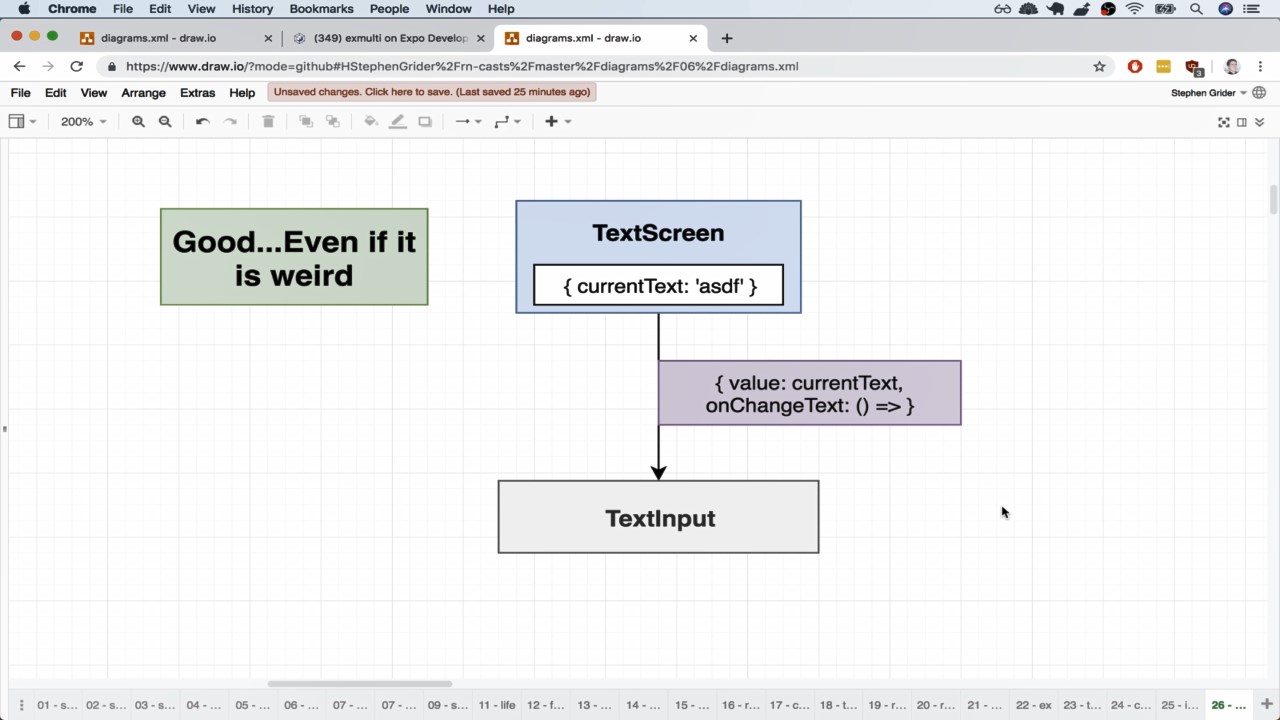 Chrome File Edit View History Bookmarks People Window Help
diagrams.xml - draw.io
(349) exmulti on Expo Develop
diagrams.xml - draw.io
https://www.draw.io/?mode=github#HStephenGrider%2Frn-casts%2Fmaster%2Fdiagrams%2F06%2Fdiagrams.xml
3
File Edit View Arrange Extras Help Unsaved changes. Click here to save. (Last saved 25 minutes ago) Stephen Grider
200%
Good...Even if it
is weird
TextScreen
{ currentText: 'asdf' }
{ value: currentText,
onChangeText: () => }
TextInput
01 - s... 02 - s... 03 - s... 04 - ... 05 - ... 06 - ... 07 - ... 07 - ... 09 - s... 11 - life 12 - f... 13 - ... 14 - ... 15 - ... 16 - r... 17 - c... 18 - t... 19 - r... 20 - r... 21 - ... 22 - ex 23 - t... 24 - c... 25 - i... 26 - ...